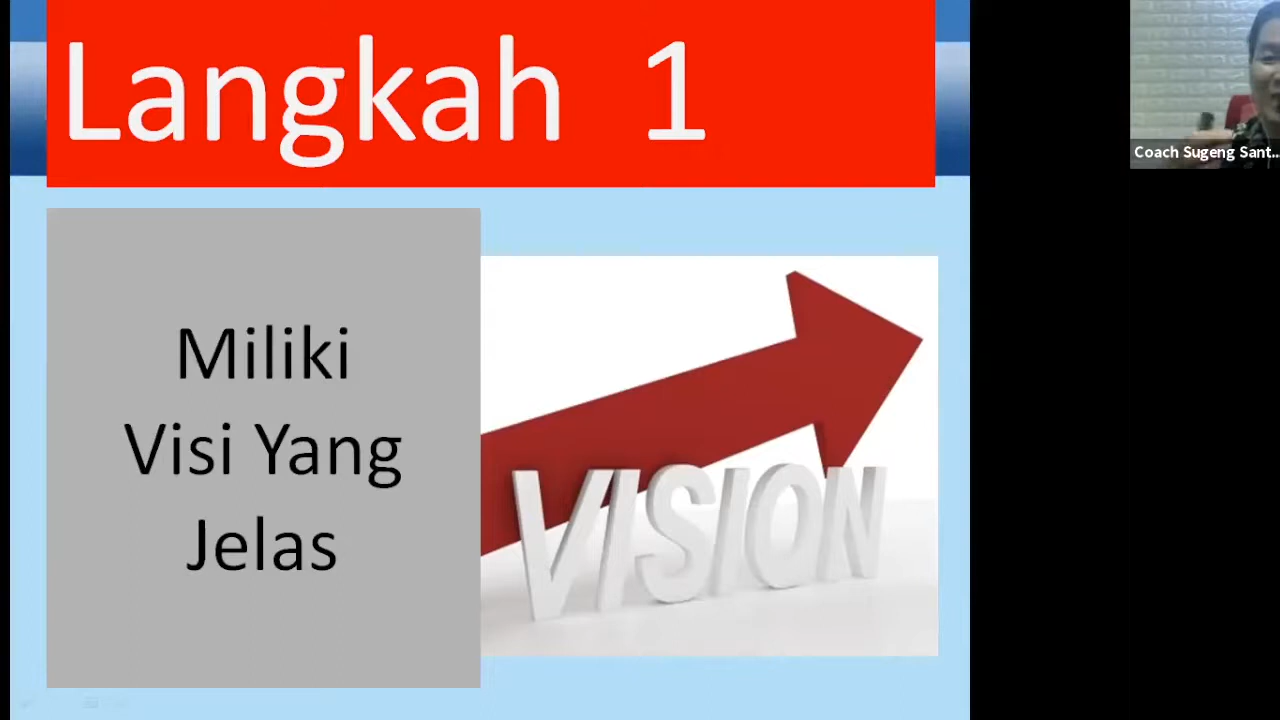 Langkah 1
Miliki
Visi Yang
Jelas
VISION
Coach Sugeng Sant...